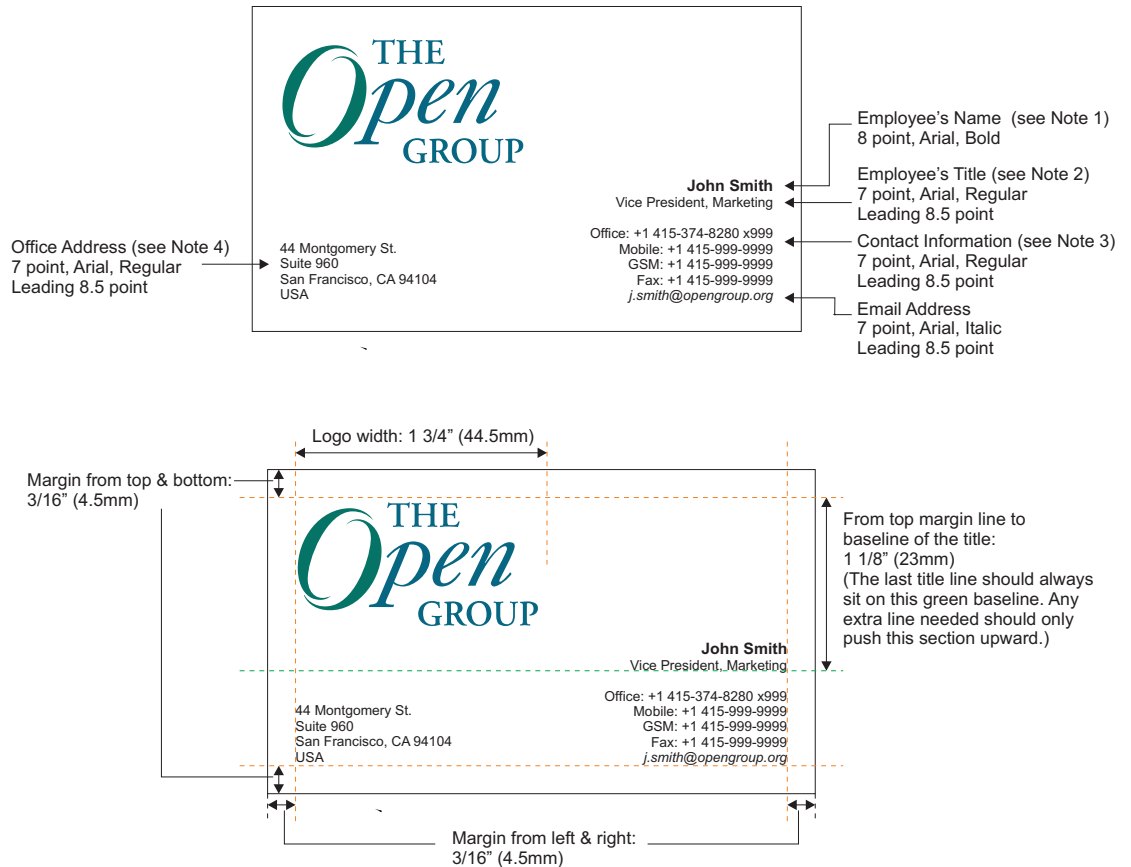 THE
Open
GROUP
Employee’s Name (see Note 1)
8 point, Arial, Bold
Employee’s Title (see Note 2)
7 point, Arial, Regular
Leading 8.5 point
John Smith
Vice President, Marketing
Office: +1 415-374-8280 x999
Mobile: +1 415-999-9999
GSM: +1 415-999-9999
Fax: +1 415-999-9999
j.smith@opengroup.org
Contact Information (see Note 3)
7 point, Arial, Regular
Leading 8.5 point
Email Address
7 point, Arial, Italic
Leading 8.5 point
Office Address (see Note 4)
7 point, Arial, Regular
Leading 8.5 point
44 Montgomery St.
Suite 960
San Francisco, CA 94104
USA
Logo width: 1 3/4” (44.5mm)
Margin from top & bottom:
3/16” (4.5mm)
THE
Open
GROUP
From top margin line to
baseline of the title:
1 1/8” (23mm)
(The last title line should always
sit on this green baseline. Any
extra line needed should only
push this section upward.)
John Smith
Vice President, Marketing
Office: +1 415-374-8280 x999
Mobile: +1 415-999-9999
GSM: +1 415-999-9999
Fax: +1 415-999-9999
j.smith@opengroup.org
44 Montgomery St.
Suite 960
San Francisco, CA 94104
USA
Margin from left & right:
3/16” (4.5mm)